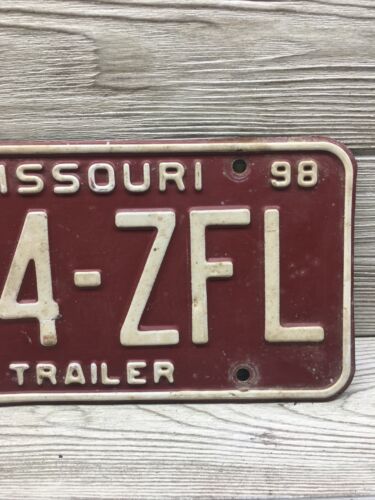 ISSOURI 98
4-ZFL
TRAILER